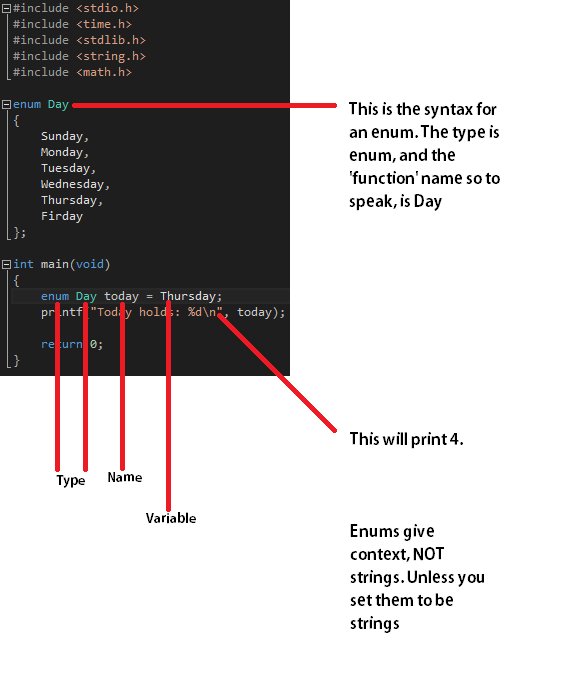 #include <stdio.h>
#include <time.h>
#include <stdlib.h>
#include <string.h>
#include <math.h>
enum Day
{
Sunday,
Monday,
Tuesday,
Wednesday,
Thursday,
Firday
};
This is the syntax for
an enum. The type is
enum, and the
'function' name so to
speak, is Day
int main(void)
{
enum Day today = Thursday;
printf("Today holds: %d\n", today);
return 0;
}
This will print 4.
Type
Name
Variable
Enums give
context, NOT
strings. Unless you
set them to be
strings